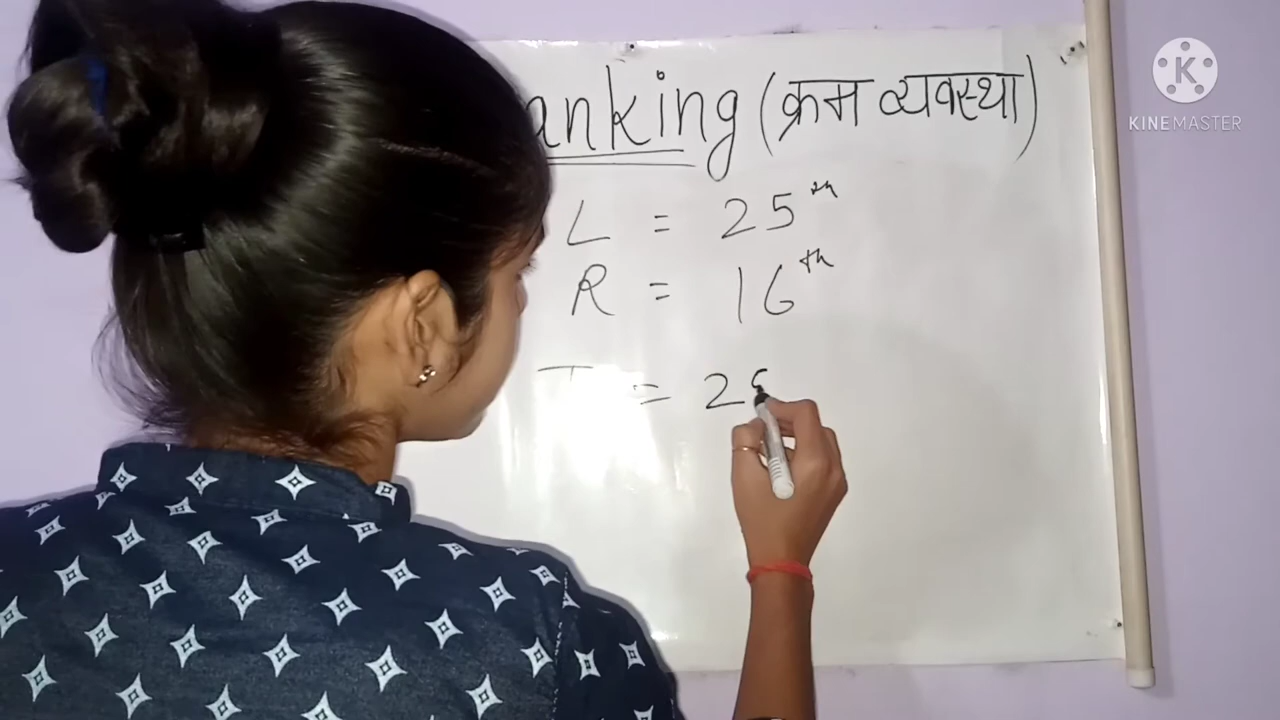 anking (क्रम व्यवस्था)
L = 25th
R = 16th
T = 2
K
KINEMASTER